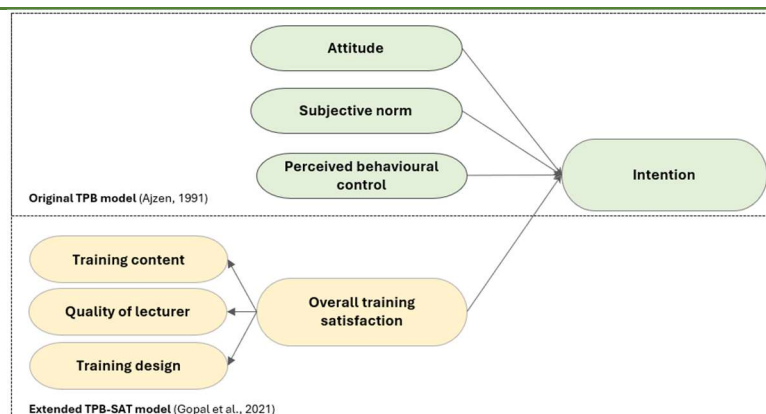 Attitude
Subjective norm
Perceived behavioural
control
Intention
Original TPB model (Ajzen, 1991)
Training content
Quality of lecturer
Training design
Overall training
satisfaction
Extended TPB-SAT model (Gopal et al., 2021)